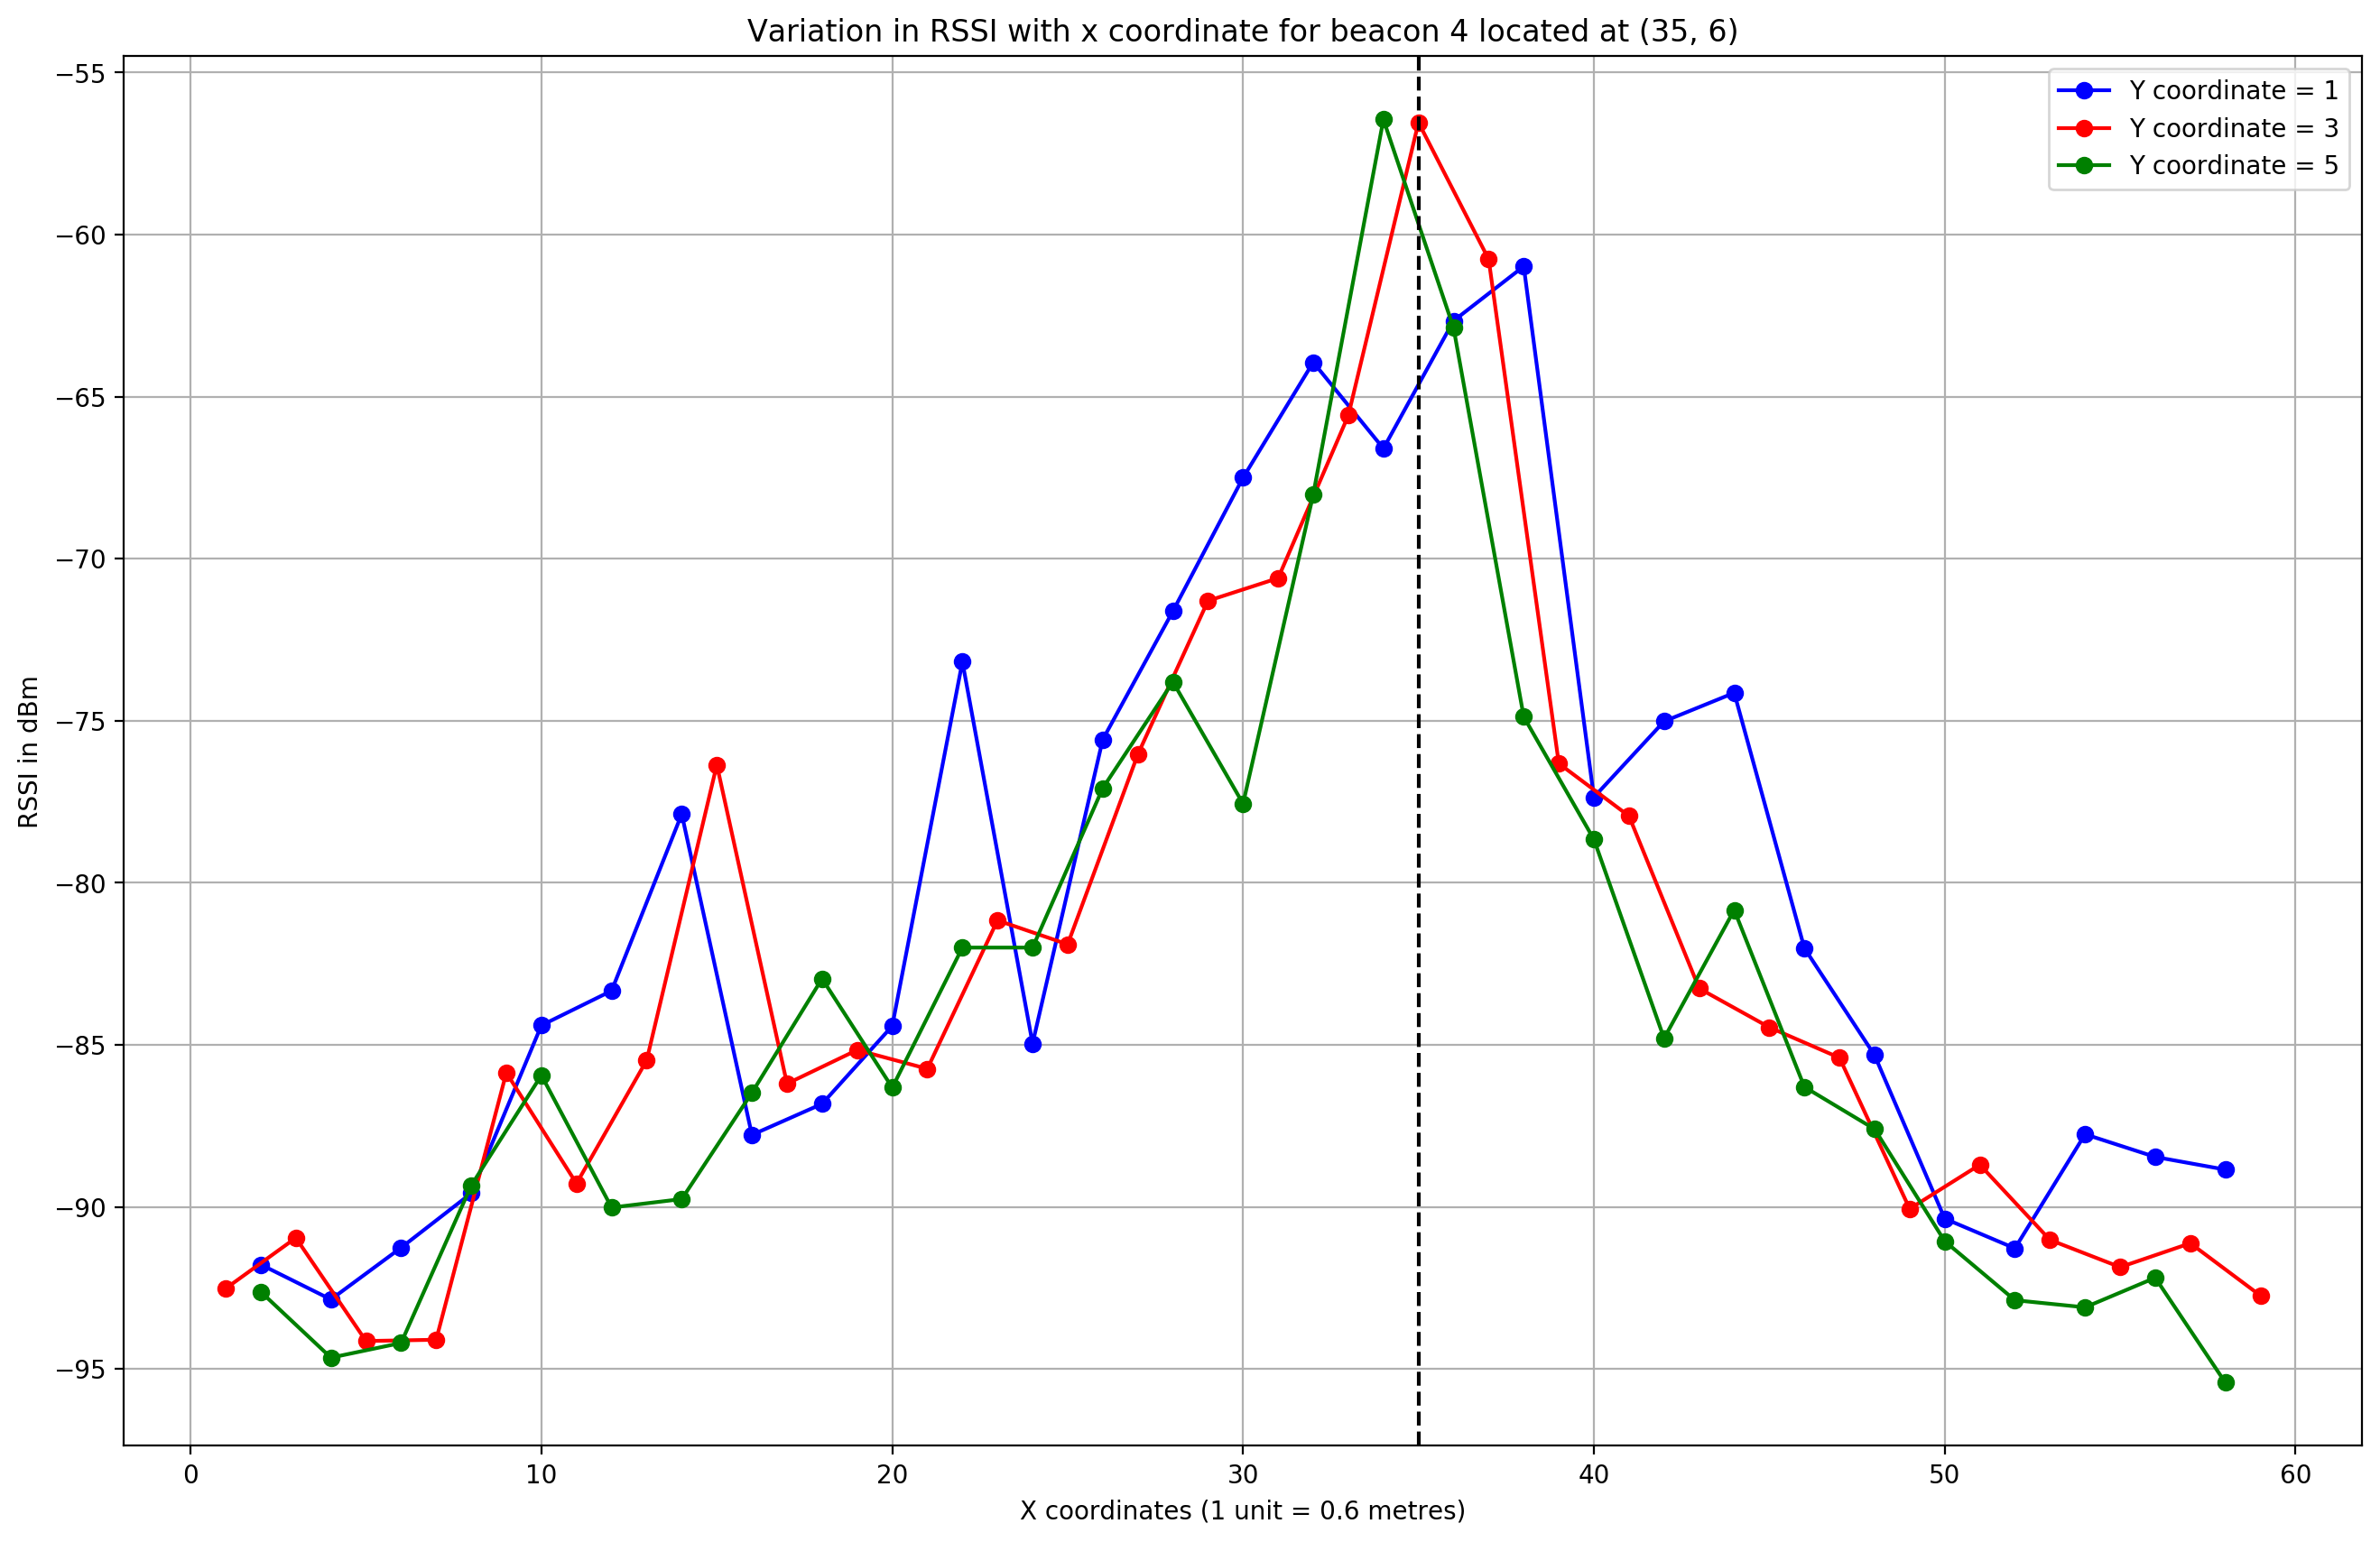 Variation in RSSI with x coordinate for beacon 4 located at (35, 6)
−55
−60
−65
−70
−75
−80
−85
−90
−95
RSSI in dBm
Y coordinate = 1
Y coordinate = 3
Y coordinate = 5
0 10 20 30 40 50 60
X coordinates (1 unit = 0.6 metres)